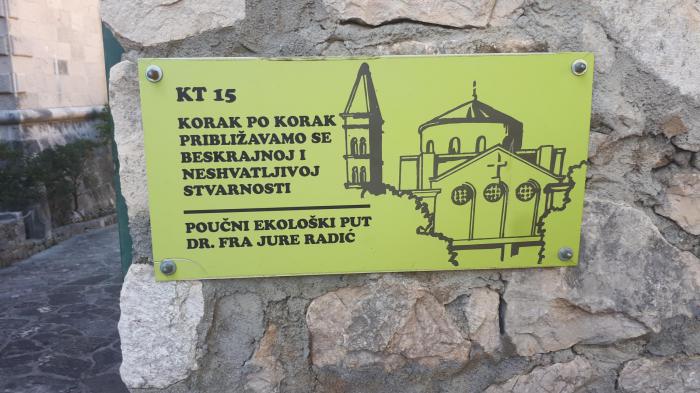 KT 15
KORAK PO KORAK
PRIBLIŽAVAMO SE
BESKRAJNOJ I
NESHVATLJIVOJ
STVARNOSTI
POUČNI EKOLOŠKI PUT
DR. FRA JURE RADIĆ